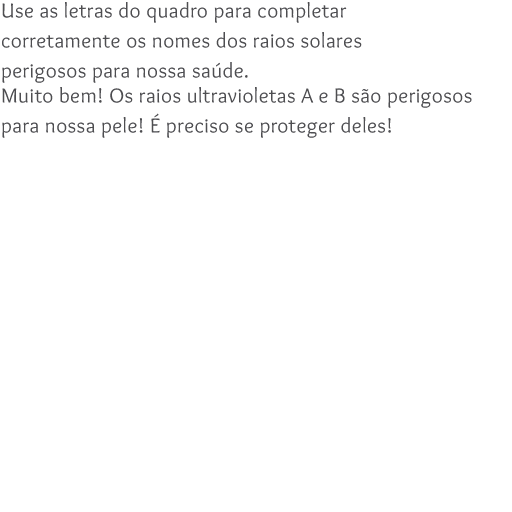 Use as letras do quadro para completar
corretamente os nomes dos raios solares
perigosos para nossa saúde.
Muito bem! Os raios ultravioletas A e B são perigosos
para nossa pele! É preciso se proteger deles!